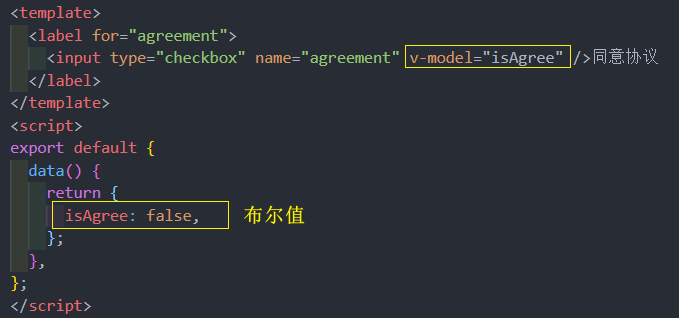 <template>
  <label for="agreement">
    <input type="checkbox" name="agreement" v-model="isAgree" />同意协议
  </label>
</template>
<script>
export default {
  data() {
    return {
      isAgree: false, 布尔值
    };
  },
};
</script>